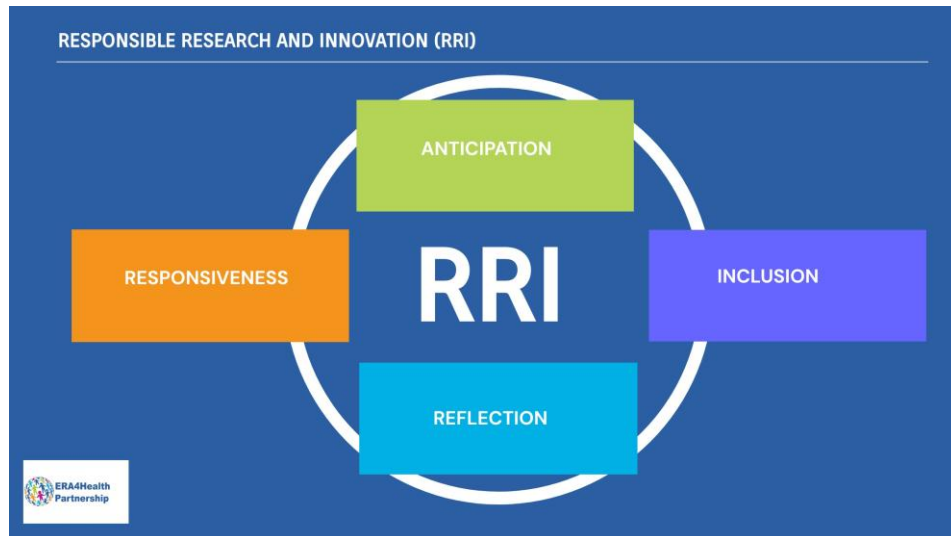 RESPONSIBLE RESEARCH AND INNOVATION (RRI)
ANTICIPATION
RESPONSIVENESS
RRI
INCLUSION
REFLECTION
ERA4Health
Partnership